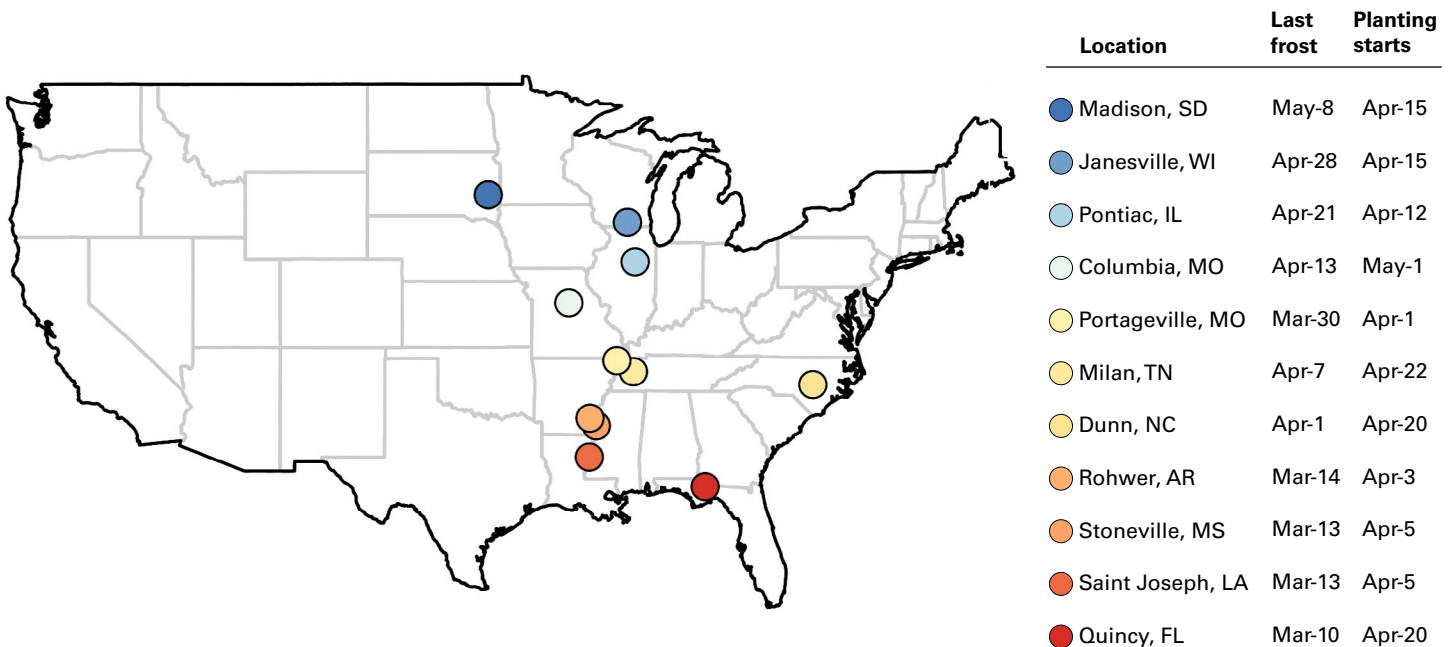 Location Last frost Planting starts
Madison, SD May-8 Apr-15
Janesville, WI Apr-28 Apr-15
Pontiac, IL Apr-21 Apr-12
Columbia, MO Apr-13 May-1
Portageville, MO Mar-30 Apr-1
Milan, TN Apr-7 Apr-22
Dunn, NC Apr-1 Apr-20
Rohwer, AR Mar-14 Apr-3
Stoneville, MS Mar-13 Apr-5
Saint Joseph, LA Mar-13 Apr-5
Quincy, FL Mar-10 Apr-20